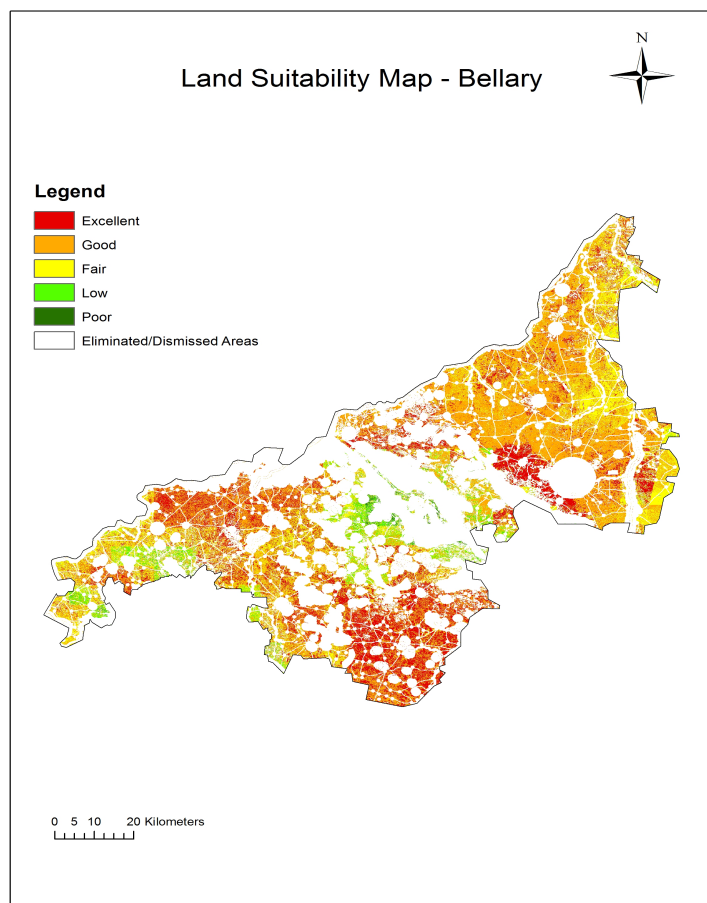 N
Land Suitability Map - Bellary
Legend
Excellent
Good
Fair
Low
Poor
Eliminated/Dismissed Areas
0 5 10 20 Kilometers